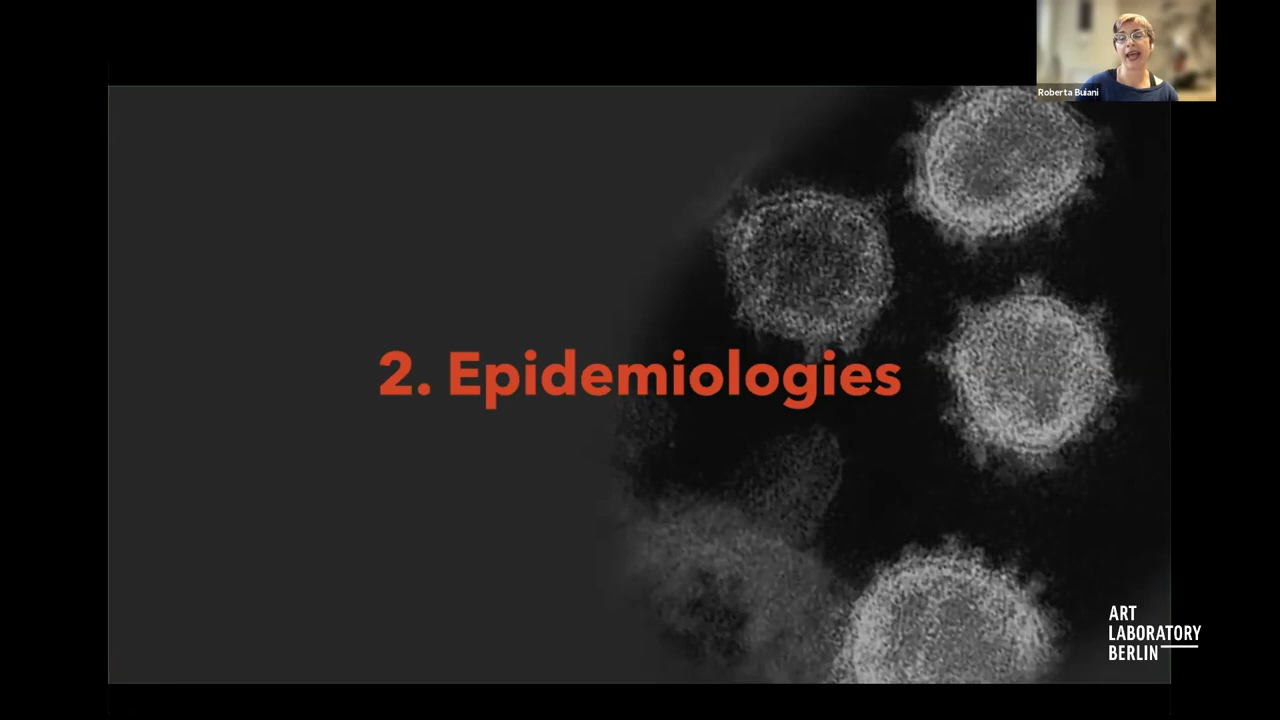 Roberta Buiani
2. Epidemiologies
ART
LABORATORY
BERLIN